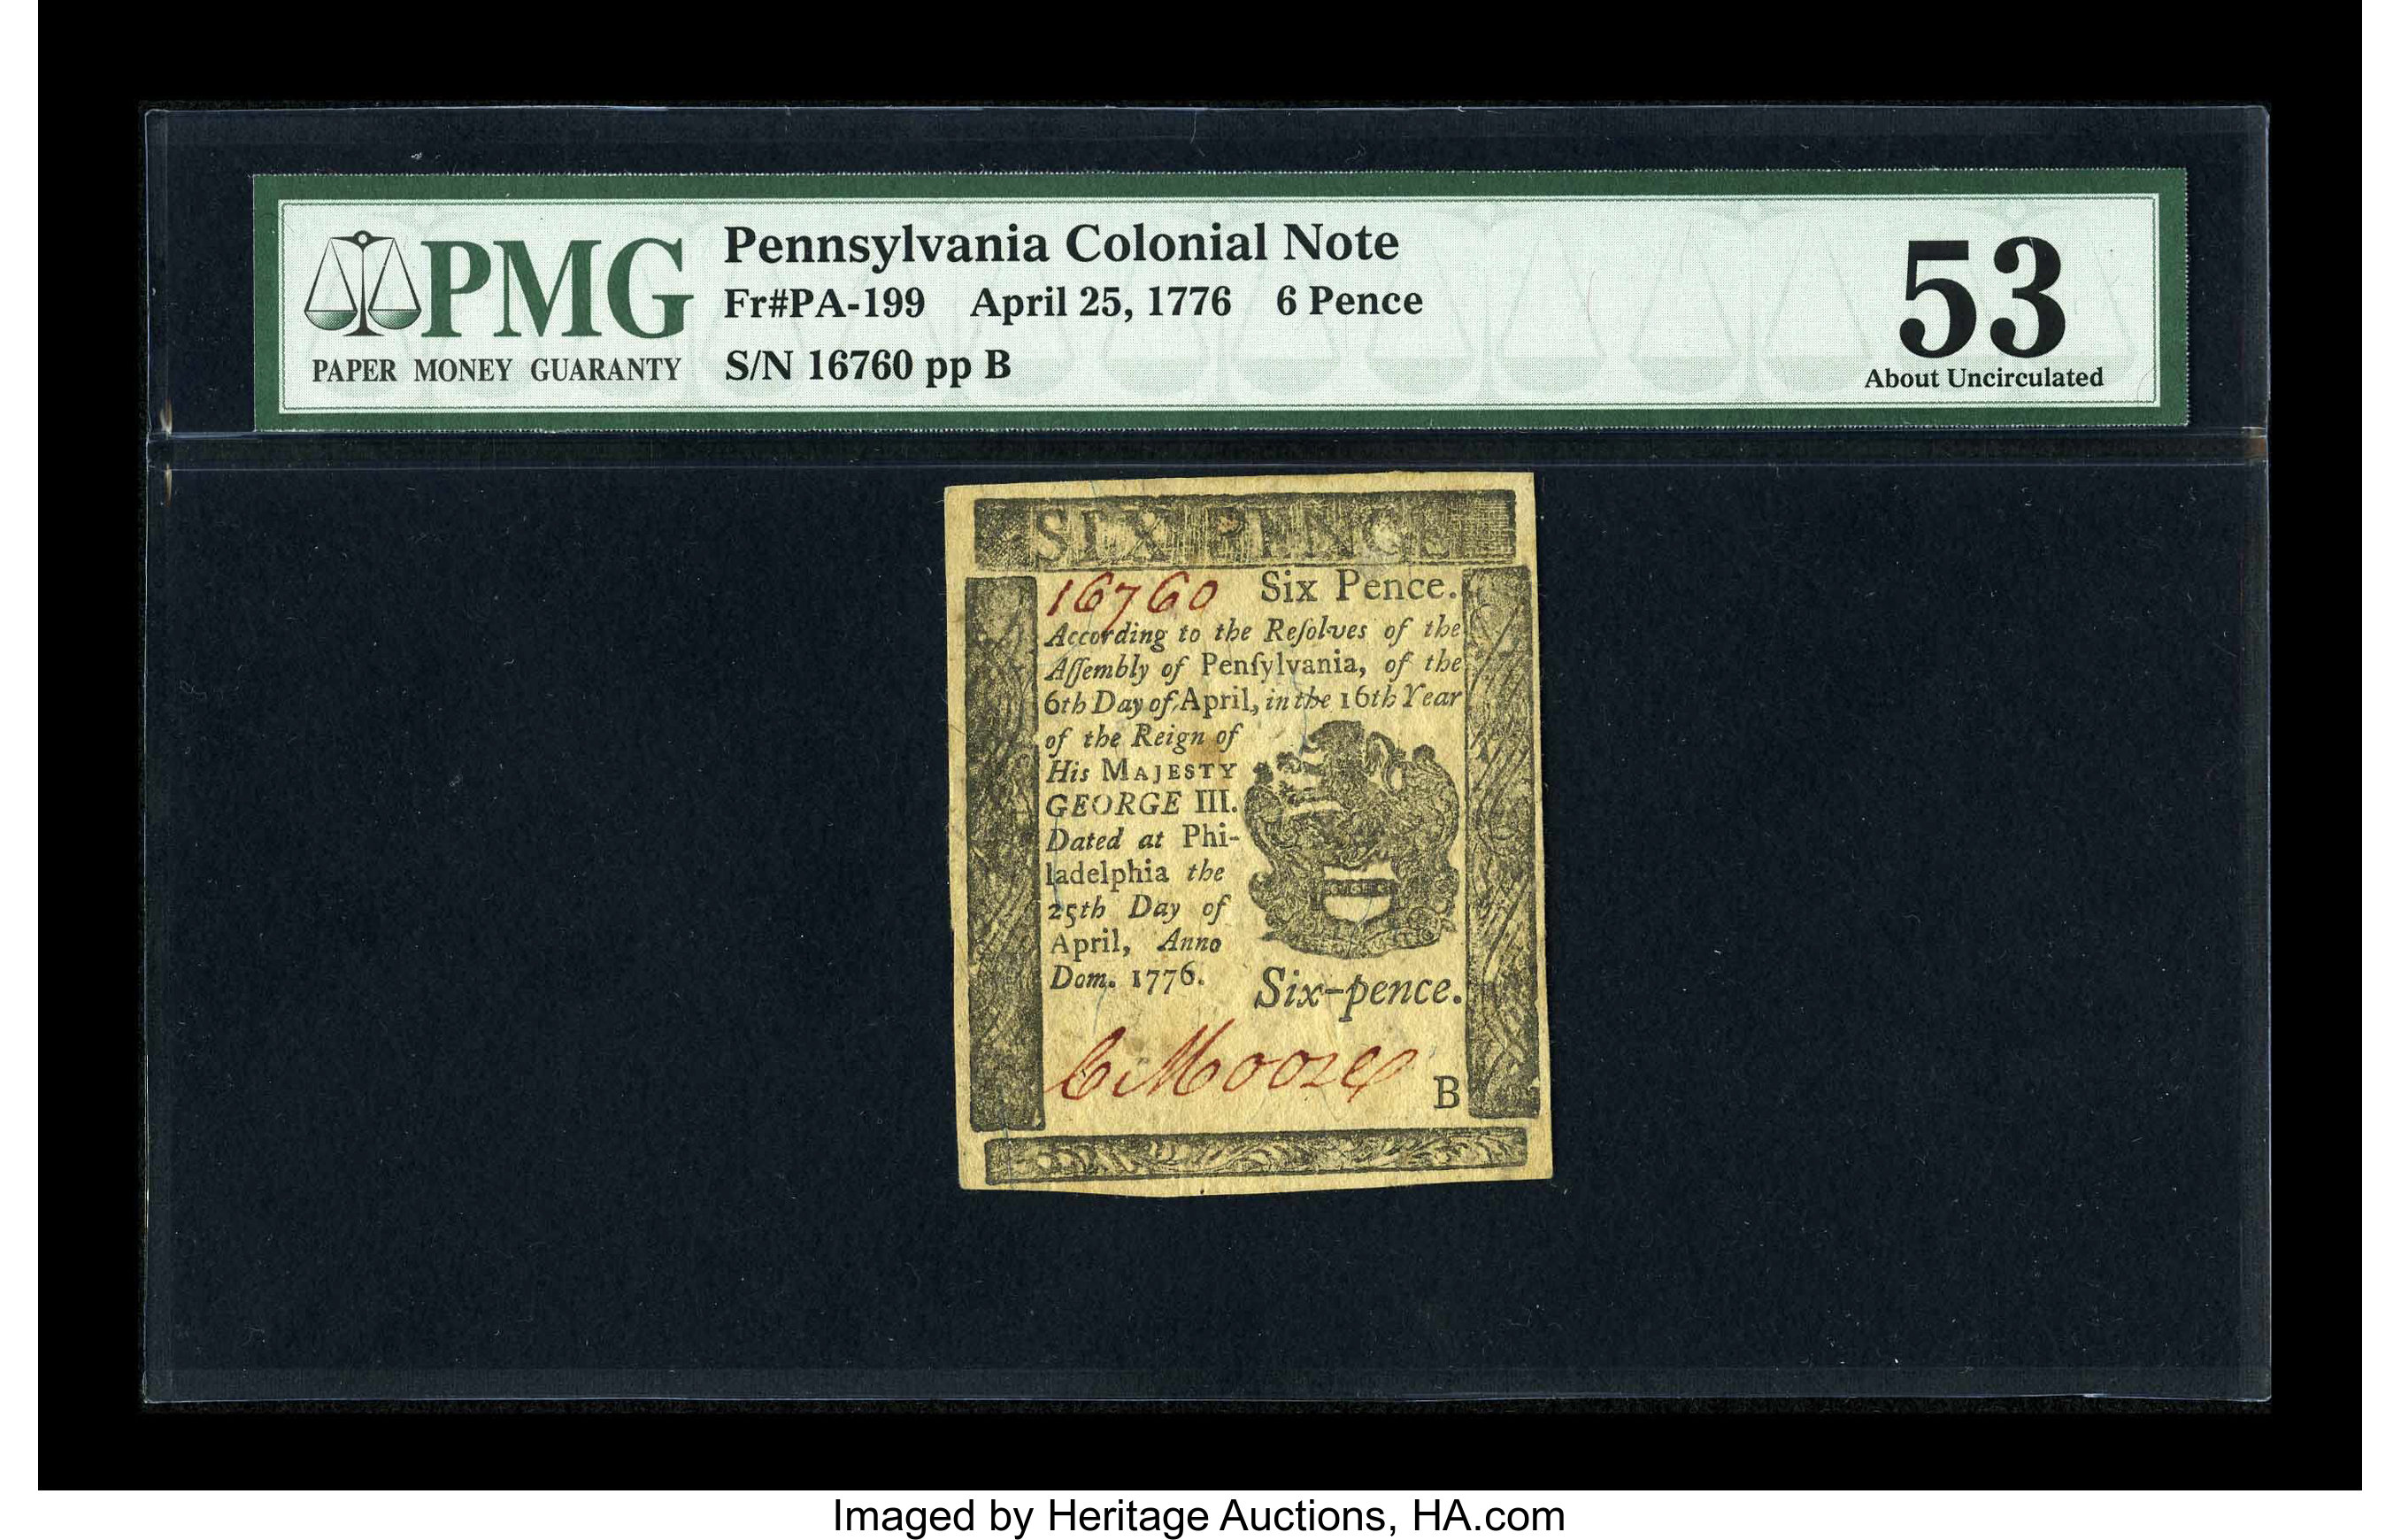 PMG
PAPER MONEY GUARANTY
Pennsylvania Colonial Note
Fr#PA-199 April 25, 1776 6 Pence
S/N 16760 pp B
53
About Uncirculated
SIX PENCE
16760 Six Pence.
According to the Reſolves of the
Aſſembly of Penſylvania, of the
6th Day of April, in the 16th Year
of the Reign of
His MAJESTY
GEORGE III.
Dated at Phi-
ladelphia the
25th Day of
April, Anno
Dom. 1776.
Six-pence.
C Moore
B
Imaged by Heritage Auctions, HA.com